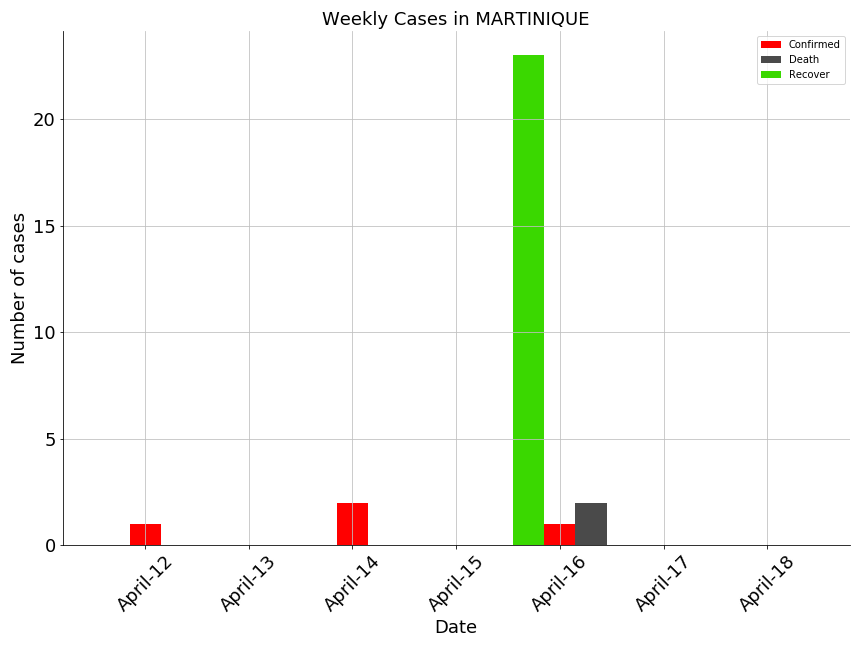 Weekly Cases in MARTINIQUE
Confirmed
Death
Recover
Number of cases
20
15
10
5
0
April-12
April-13
April-14
April-15
April-16
April-17
April-18
Date